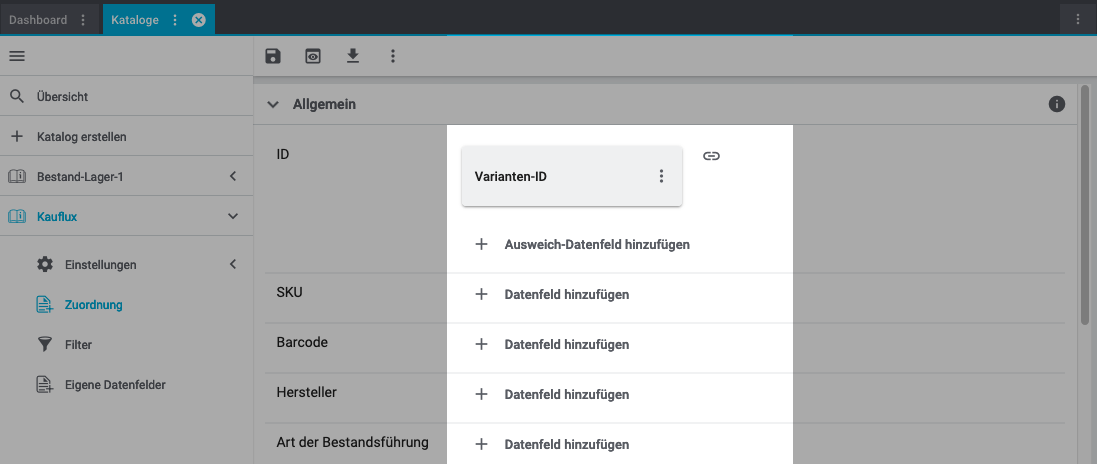 Dashboard
Kataloge
Übersicht
Katalog erstellen
Bestand-Lager-1
Kauflux
Einstellungen
Zuordnung
Filter
Eigene Datenfelder
Allgemein
ID
Varianten-ID
Ausweich-Datenfeld hinzufügen
SKU
Datenfeld hinzufügen
Barcode
Datenfeld hinzufügen
Hersteller
Datenfeld hinzufügen
Art der Bestandsführung
Datenfeld hinzufügen